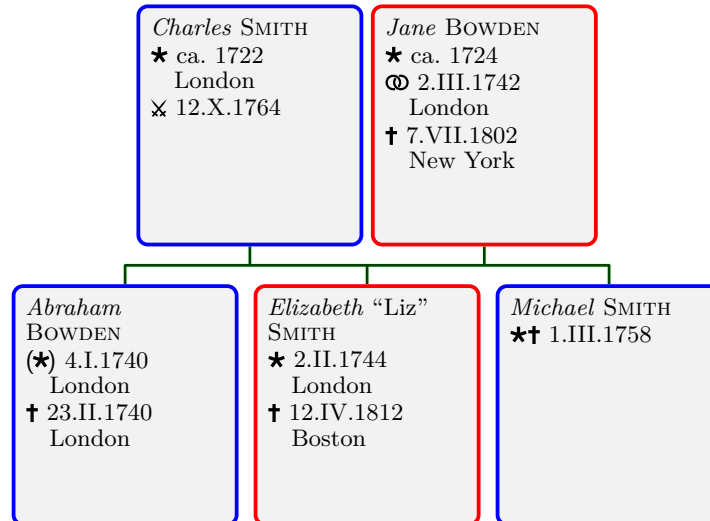 Charles SMITH
* ca. 1722
London
⚔ 12.X.1764
Jane BOWDEN
* ca. 1724
⚭ 2.III.1742
London
† 7.VII.1802
New York
Abraham
BOWDEN
(*) 4.I.1740
London
† 23.II.1740
London
Elizabeth “Liz”
SMITH
* 2.II.1744
London
† 12.IV.1812
Boston
Michael SMITH
*† 1.III.1758